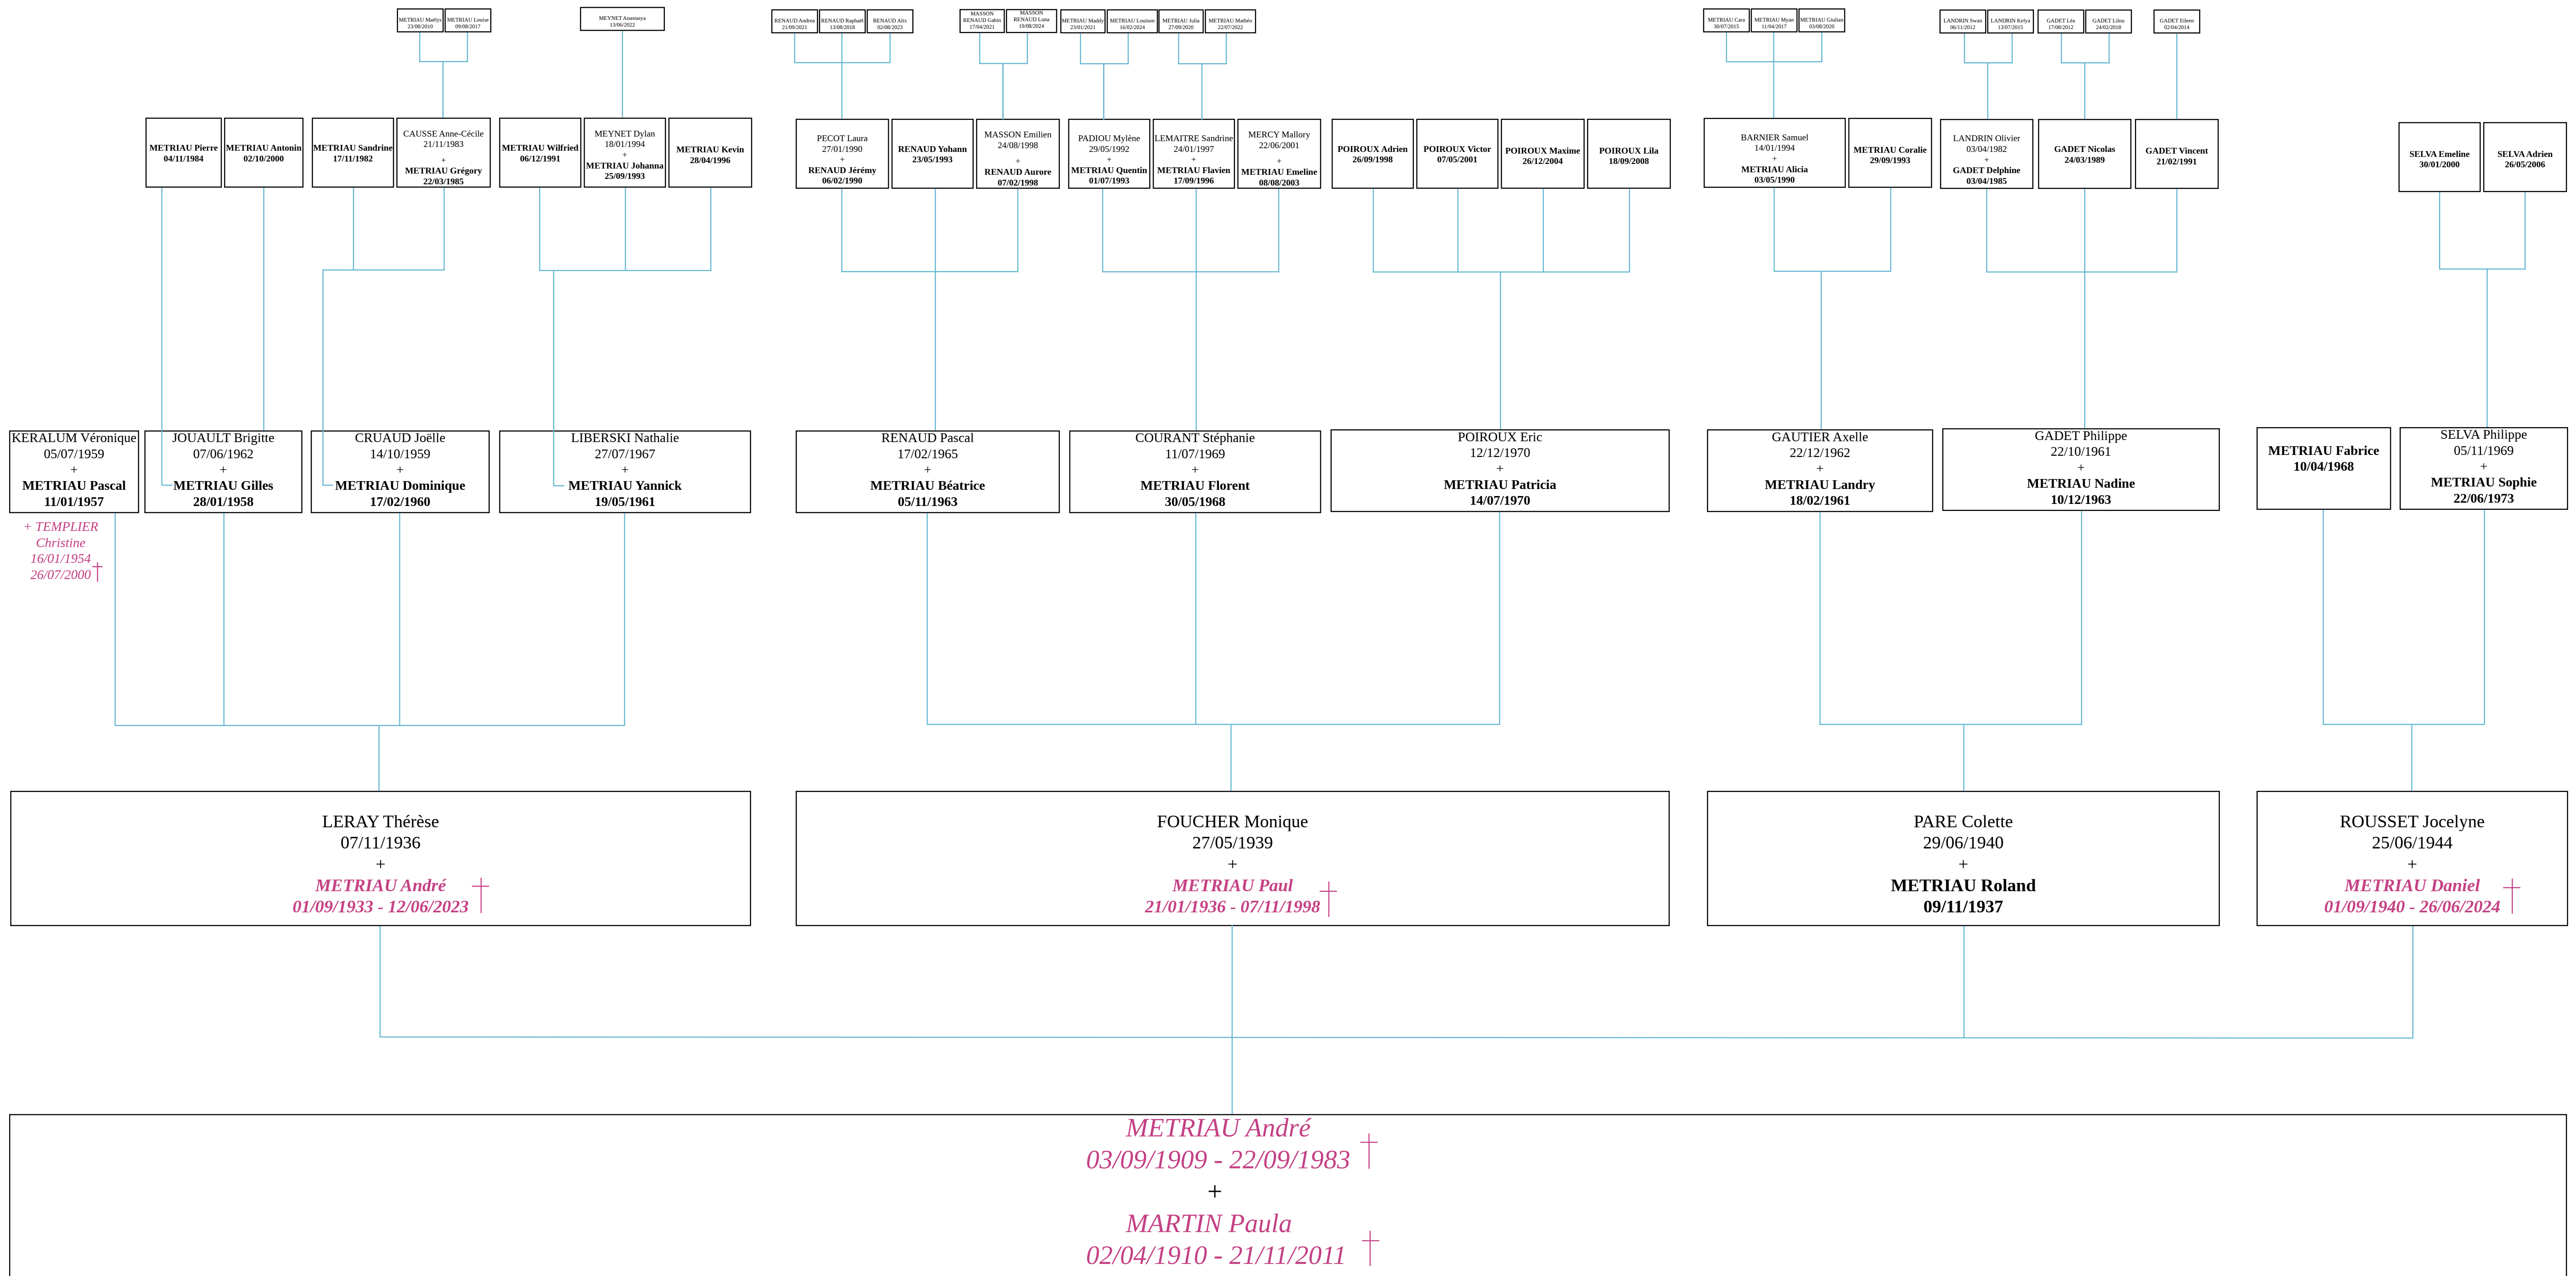 METRIAU Maëlys
23/08/2010
METRIAU Louise
09/08/2017
MEYNET Anastasya
13/06/2022
RENAUD Andrea
21/09/2021
RENAUD Raphaël
13/08/2018
RENAUD Alix
02/08/2023
MASSON
RENAUD Gabin
17/04/2021
MASSON
RENAUD Luna
19/08/2024
METRIAU Maddy
23/01/2021
METRIAU Louison
16/02/2024
METRIAU Julia
27/09/2020
METRIAU Mathéo
22/07/2022
METRIAU Cara
30/07/2015
METRIAU Myan
11/04/2017
METRIAU Giulian
03/08/2020
LANDRIN Swan
06/11/2012
LANDRIN Kelya
13/07/2015
GADET Léa
17/08/2012
GADET Lilou
24/02/2018
GADET Eileen
02/04/2014
METRIAU Pierre
04/11/1984
METRIAU Antonin
02/10/2000
METRIAU Sandrine
17/11/1982
CAUSSE Anne-Cécile
21/11/1983
+
METRIAU Grégory
22/03/1985
METRIAU Wilfried
06/12/1991
MEYNET Dylan
18/01/1994
+
METRIAU Johanna
25/09/1993
METRIAU Kevin
28/04/1996
PECOT Laura
27/01/1990
+
RENAUD Jérémy
06/02/1990
RENAUD Yohann
23/05/1993
MASSON Emilien
24/08/1998
+
RENAUD Aurore
07/02/1998
PADIOU Mylène
29/05/1992
+
METRIAU Quentin
01/07/1993
LEMAITRE Sandrine
24/01/1997
+
METRIAU Flavien
17/09/1996
MERCY Mallory
22/06/2001
+
METRIAU Emeline
08/08/2003
POIROUX Adrien
26/09/1998
POIROUX Victor
07/05/2001
POIROUX Maxime
26/12/2004
POIROUX Lila
18/09/2008
BARNIER Samuel
14/01/1994
+
METRIAU Alicia
03/05/1990
METRIAU Coralie
29/09/1993
LANDRIN Olivier
03/04/1982
+
GADET Delphine
03/04/1985
GADET Nicolas
24/03/1989
GADET Vincent
21/02/1991
SELVA Emeline
30/01/2000
SELVA Adrien
26/05/2006
KERALUM Véronique
05/07/1959
+
METRIAU Pascal
11/01/1957
+ TEMPLIER
Christine
16/01/1954
26/07/2000
JOUAULT Brigitte
07/06/1962
+
METRIAU Gilles
28/01/1958
CRUAUD Joëlle
14/10/1959
+
METRIAU Dominique
17/02/1960
LIBERSKI Nathalie
27/07/1967
+
METRIAU Yannick
19/05/1961
RENAUD Pascal
17/02/1965
+
METRIAU Béatrice
05/11/1963
COURANT Stéphanie
11/07/1969
+
METRIAU Florent
30/05/1968
POIROUX Eric
12/12/1970
+
METRIAU Patricia
14/07/1970
GAUTIER Axelle
22/12/1962
+
METRIAU Landry
18/02/1961
GADET Philippe
22/10/1961
+
METRIAU Nadine
10/12/1963
METRIAU Fabrice
10/04/1968
SELVA Philippe
05/11/1969
+
METRIAU Sophie
22/06/1973
LERAY Thérèse
07/11/1936
+
METRIAU André
01/09/1933 - 12/06/2023
FOUCHER Monique
27/05/1939
+
METRIAU Paul
21/01/1936 - 07/11/1998
PARE Colette
29/06/1940
+
METRIAU Roland
09/11/1937
ROUSSET Jocelyne
25/06/1944
+
METRIAU Daniel
01/09/1940 - 26/06/2024
METRIAU André
03/09/1909 - 22/09/1983
+
MARTIN Paula
02/04/1910 - 21/11/2011